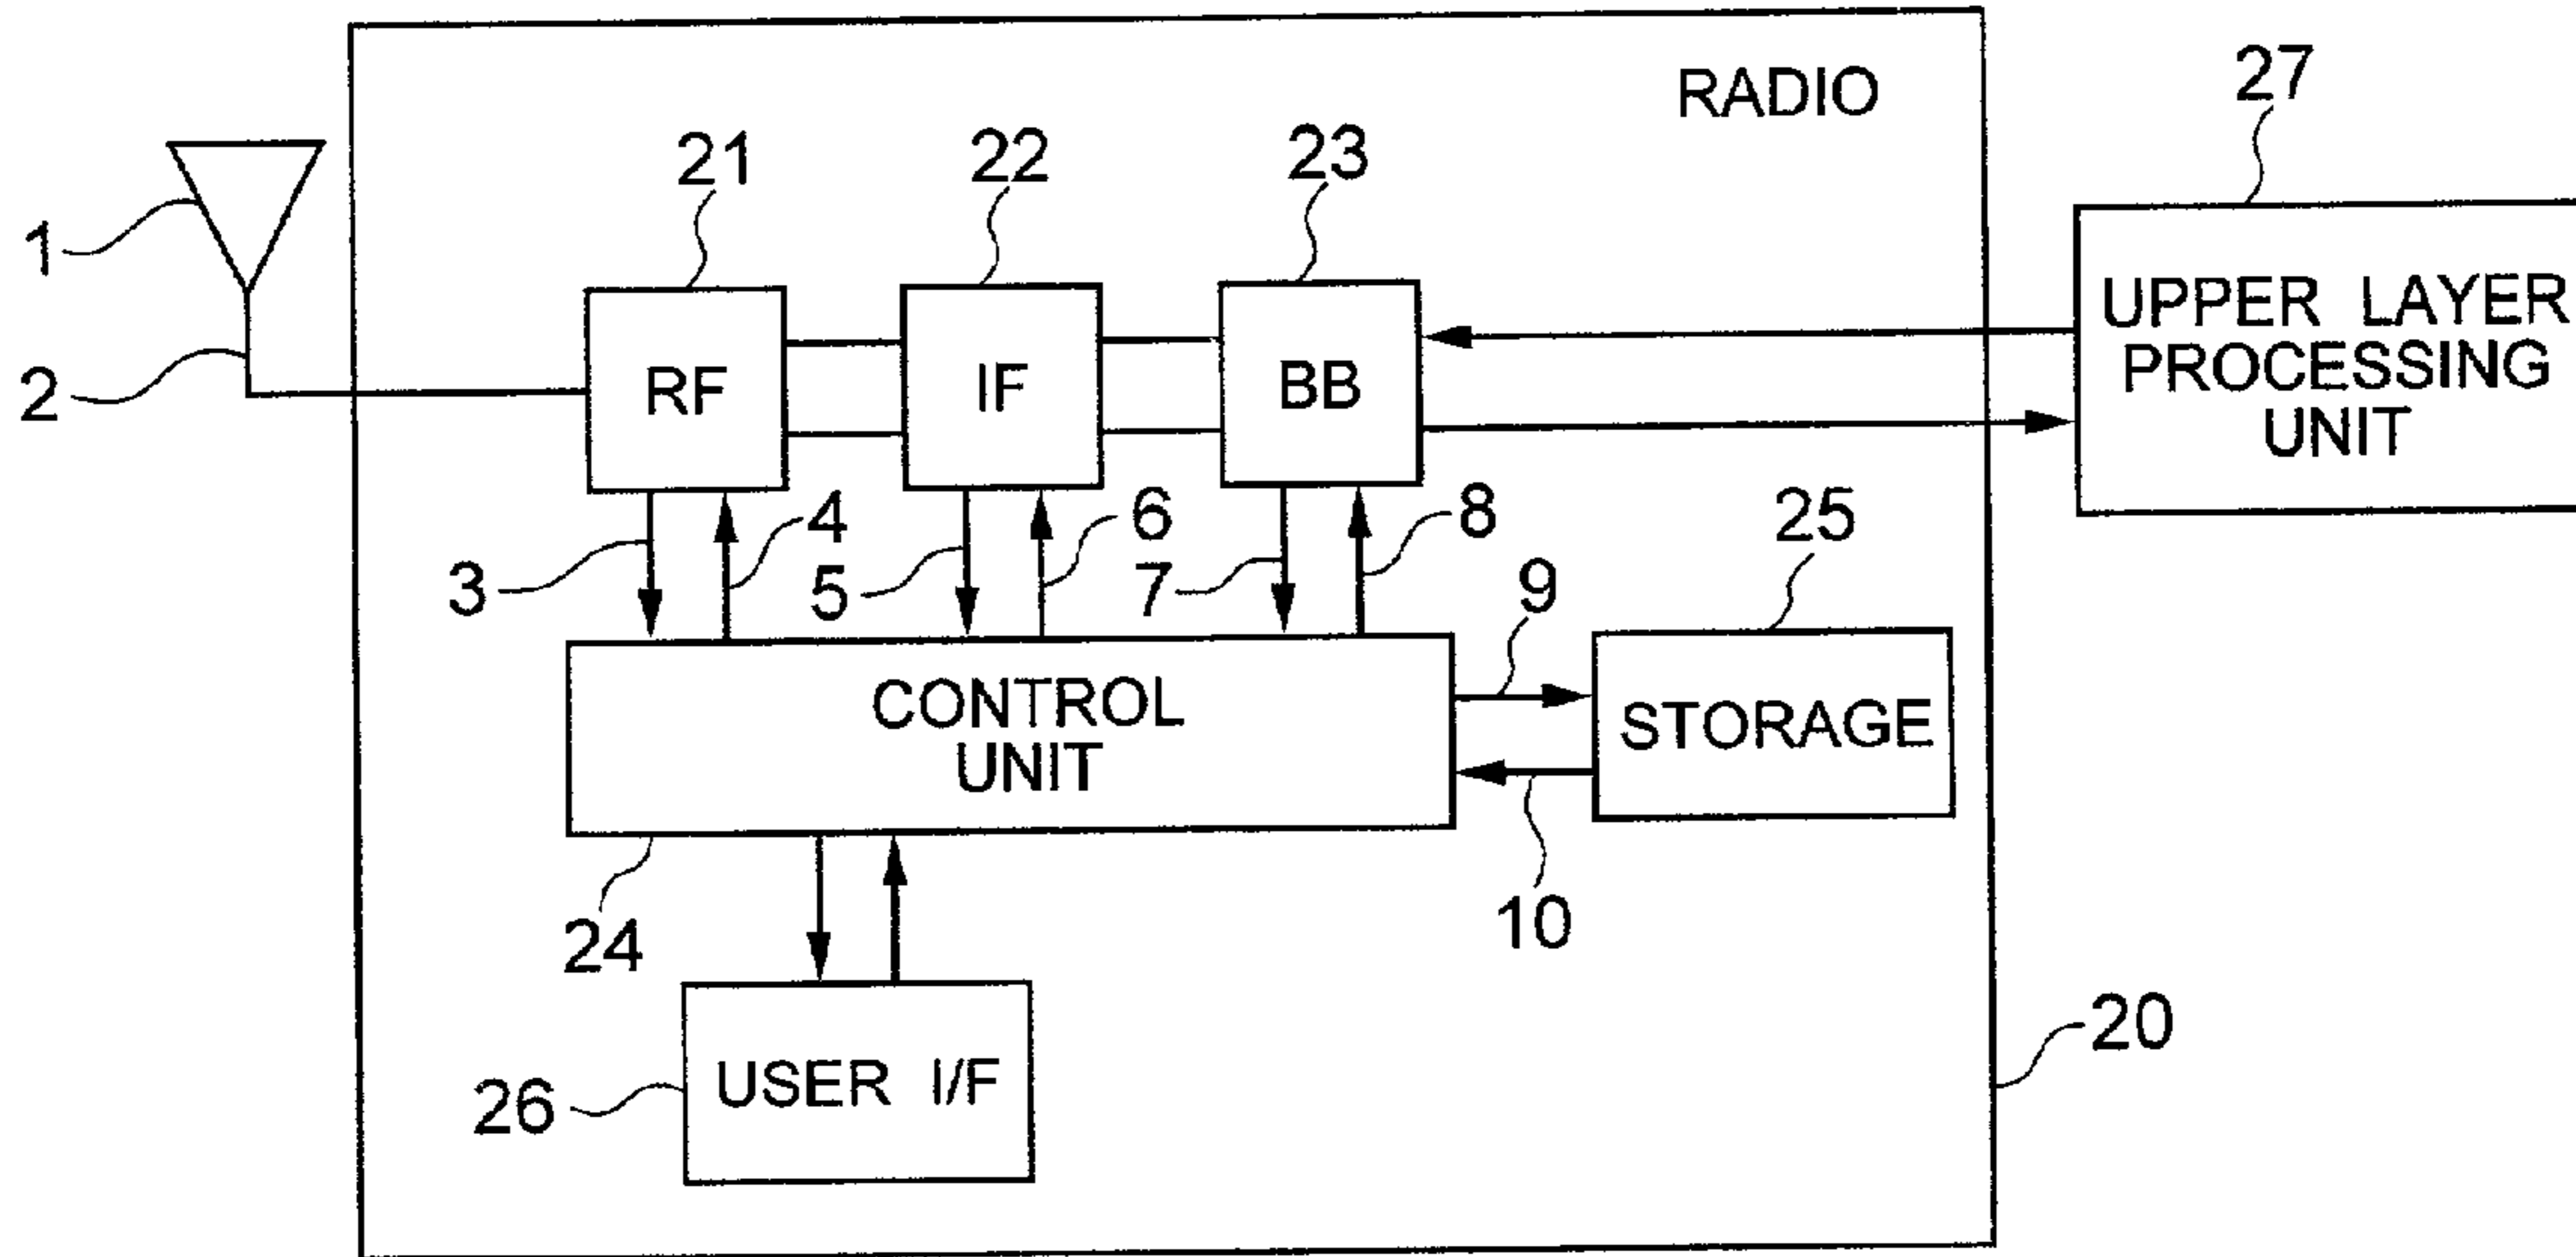 RADIO
27
21
22
23
1
UPPER LAYER
PROCESSING
UNIT
RF
IF
BB
2
3
4
5
6
7
8
25
9
CONTROL
UNIT
STORAGE
10
24
20
26
USER I/F